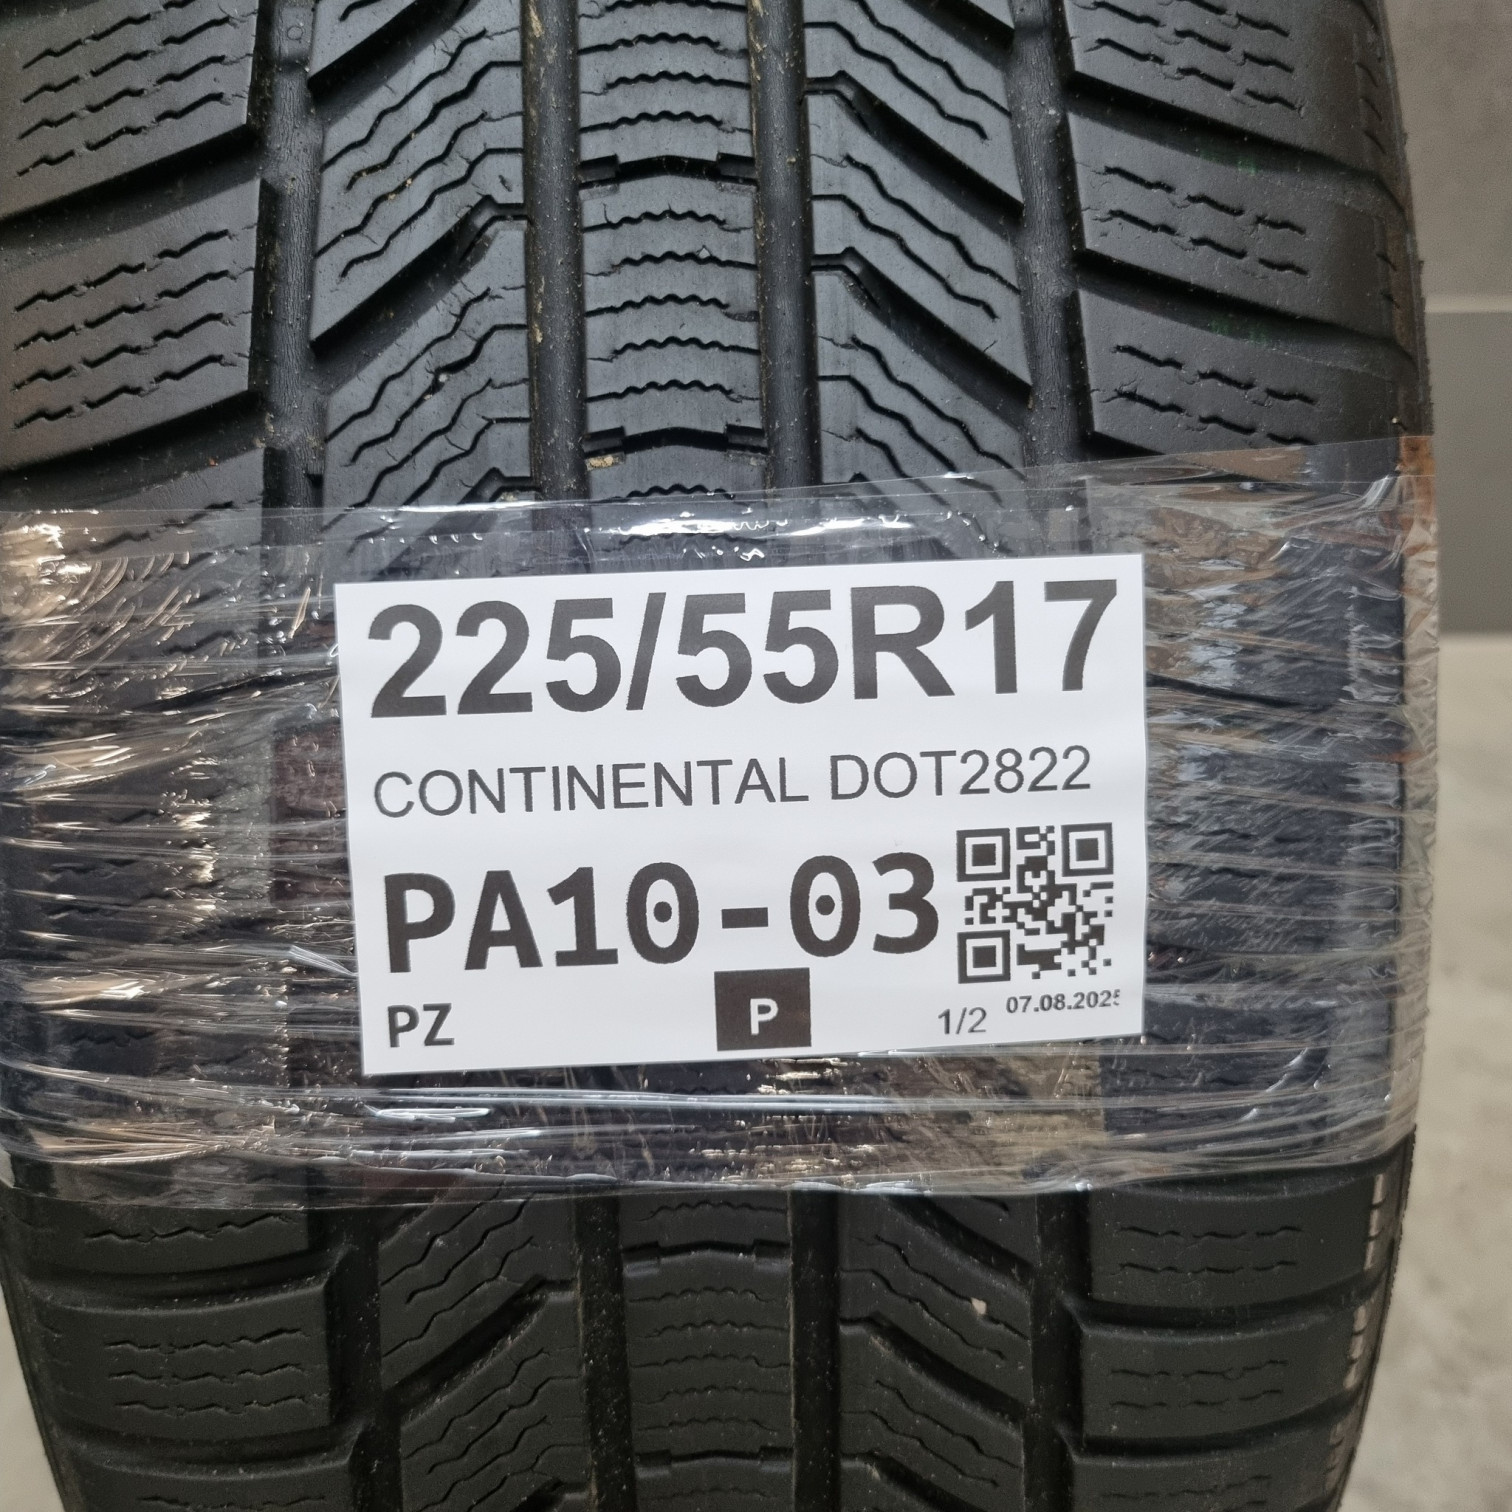 225/55R17
CONTINENTAL DOT2822
PA10-03
PZ
P
1/2 07.08.2025